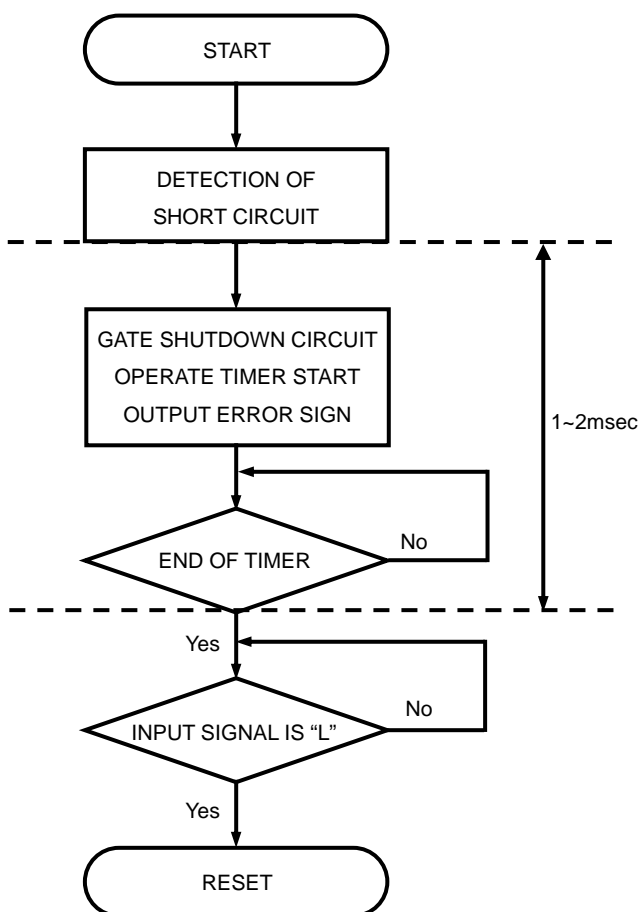 START
DETECTION OF
SHORT CIRCUIT
GATE SHUTDOWN CIRCUIT
OPERATE TIMER START
OUTPUT ERROR SIGN
1~2msec
No
END OF TIMER
Yes
No
INPUT SIGNAL IS “L”
Yes
RESET